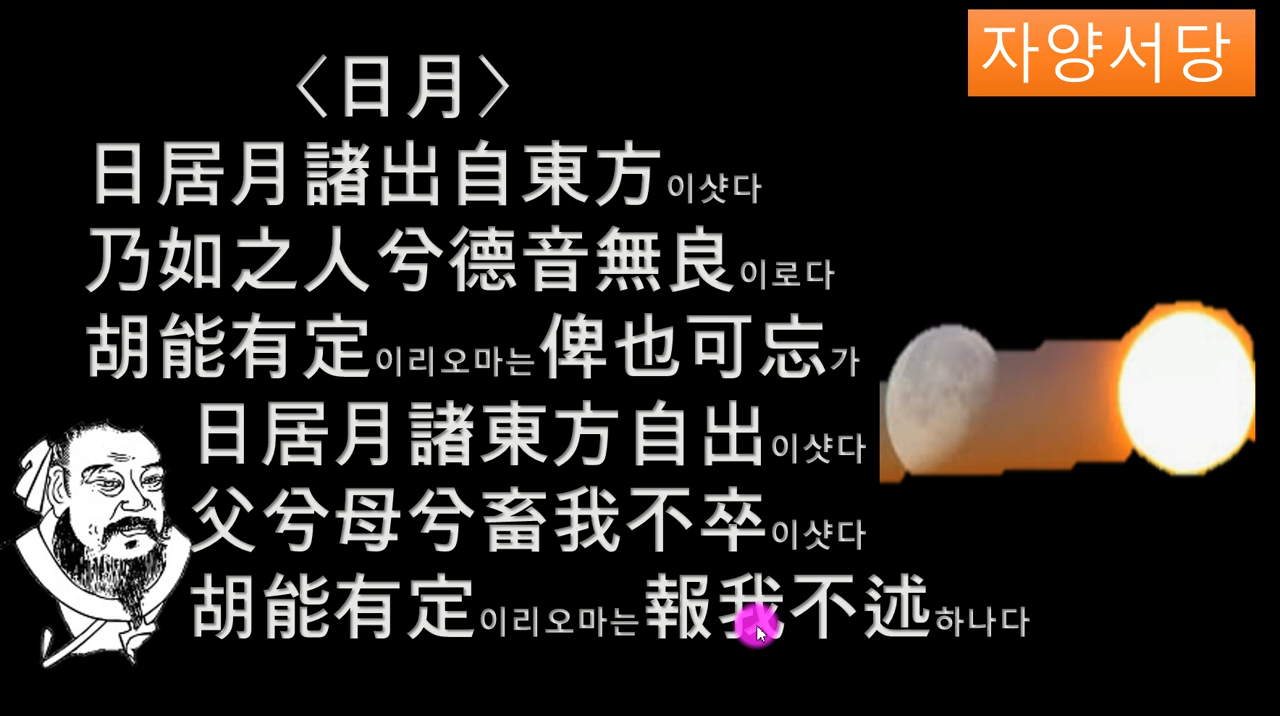 자양서당
〈日月〉
日居月諸出自東方이샷다
乃如之人兮德音無良이로다
胡能有定이리오마는俾也可忘가
日居月諸東方自出이샷다
父兮母兮畜我不卒이샷다
胡能有定이리오마는報我不述하나다